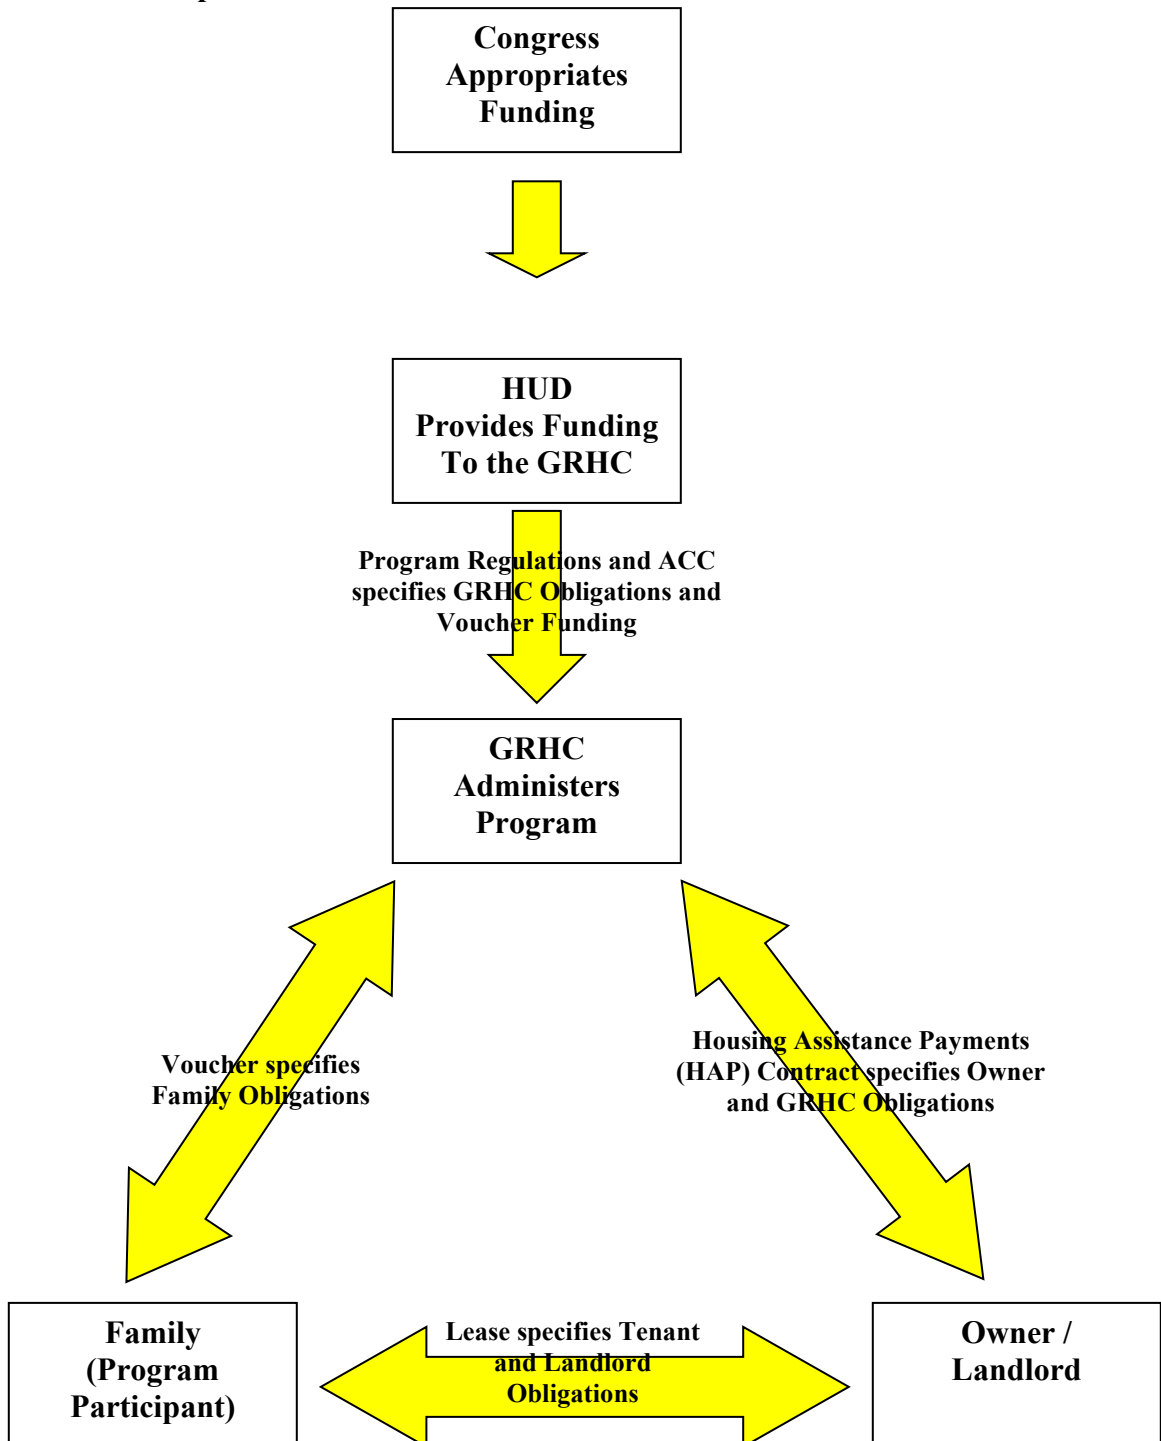 Congress
Appropriates
Funding
HUD
Provides Funding
To the GRHC
Program Regulations and ACC
specifies GRHC Obligations and
Voucher Funding
GRHC
Administers
Program
Voucher specifies
Family Obligations
Housing Assistance Payments
(HAP) Contract specifies Owner
and GRHC Obligations
Family
(Program
Participant)
Lease specifies Tenant
and Landlord
Obligations
Owner /
Landlord